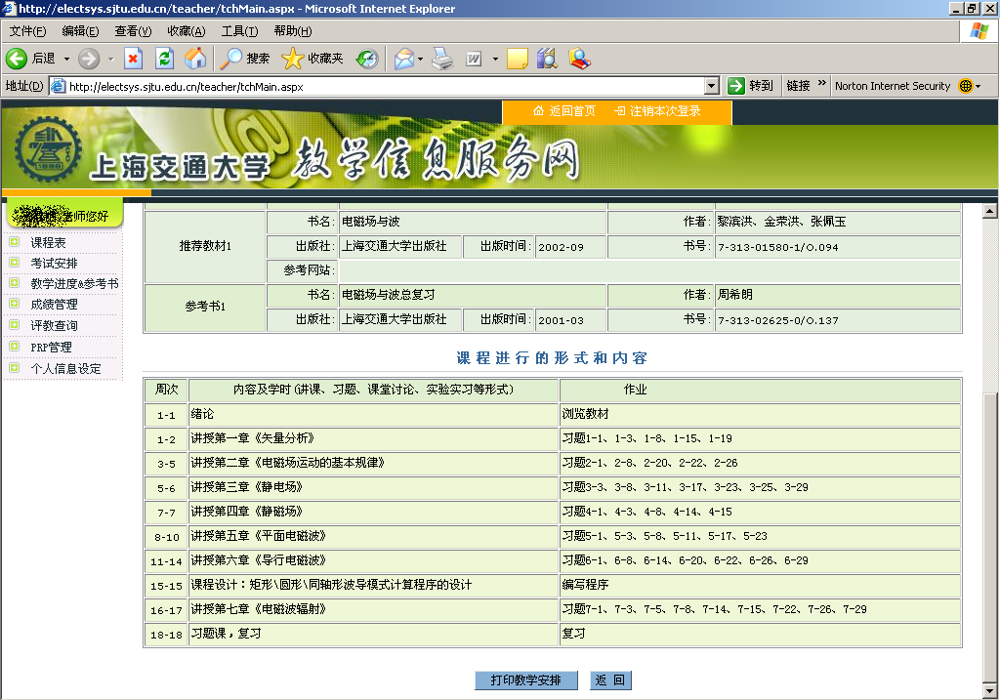 http://electsys.sjtu.edu.cn/teacher/tchMain.aspx - Microsoft Internet Explorer
文件(F) 编辑(E) 查看(V) 收藏(A) 工具(T) 帮助(H)
后退 搜索 收藏夹
地址(D) http://electsys.sjtu.edu.cn/teacher/tchMain.aspx 转到 链接 » Norton Internet Security
返回首页 注销本次登录
上海交通大学 教学信息服务网
老师您好
课程表
考试安排
教学进度&参考书
成绩管理
评教查询
PRP管理
个人信息设定
推荐教材1
书名: 电磁场与波 作者: 黎滨洪、金荣洪、张佩玉
出版社: 上海交通大学出版社 出版时间: 2002-09 书号: 7-313-01580-1/O.094
参考网站:
参考书1
书名: 电磁场与波总复习 作者: 周希朗
出版社: 上海交通大学出版社 出版时间: 2001-03 书号: 7-313-02625-0/O.137
课程进行的形式和内容
周次 内容及学时(讲课、习题、课堂讨论、实验实习等形式) 作业
1-1 绪论 浏览教材
1-2 讲授第一章《矢量分析》 习题1-1、1-3、1-8、1-15、1-19
3-5 讲授第二章《电磁场运动的基本规律》 习题2-1、2-8、2-20、2-22、2-26
5-6 讲授第三章《静电场》 习题3-3、3-8、3-11、3-17、3-23、3-25、3-29
7-7 讲授第四章《静磁场》 习题4-1、4-3、4-8、4-14、4-15
8-10 讲授第五章《平面电磁波》 习题5-1、5-3、5-8、5-11、5-17、5-23
11-14 讲授第六章《导行电磁波》 习题6-1、6-8、6-14、6-20、6-22、6-26、6-29
15-15 课程设计：矩形\圆形\同轴形波导模式计算程序的设计 编写程序
16-17 讲授第七章《电磁波辐射》 习题7-1、7-3、7-5、7-8、7-14、7-15、7-22、7-26、7-29
18-18 习题课，复习 复习
打印教学安排 返 回